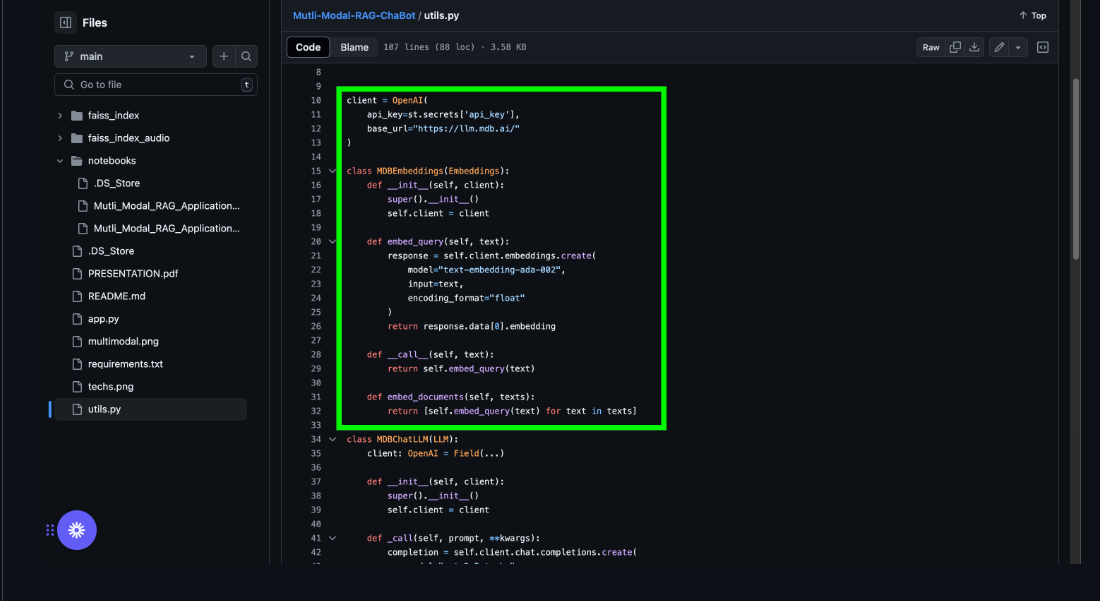 Files
main
Go to file
t
faiss_index
faiss_index_audio
notebooks
.DS_Store
Mutli_Modal_RAG_Application...
Mutli_Modal_RAG_Application...
.DS_Store
PRESENTATION.pdf
README.md
app.py
multimodal.png
requirements.txt
techs.png
utils.py
Mutli-Modal-RAG-ChaBot / utils.py
Top
Code Blame 107 lines (88 loc) · 3.58 KB
Raw
8
9
10 client = OpenAI(
11     api_key=st.secrets['api_key'],
12     base_url="https://llm.mdb.ai/"
13 )
14
15 class MDBEmbeddings(Embeddings):
16     def __init__(self, client):
17         super().__init__()
18         self.client = client
19
20     def embed_query(self, text):
21         response = self.client.embeddings.create(
22             model="text-embedding-ada-002",
23             input=text,
24             encoding_format="float"
25         )
26         return response.data[0].embedding
27
28     def __call__(self, text):
29         return self.embed_query(text)
30
31     def embed_documents(self, texts):
32         return [self.embed_query(text) for text in texts]
33
34 class MDBChatLLM(LLM):
35     client: OpenAI = Field(...)
36
37     def __init__(self, client):
38         super().__init__()
39         self.client = client
40
41     def _call(self, prompt, **kwargs):
42         completion = self.client.chat.completions.create(